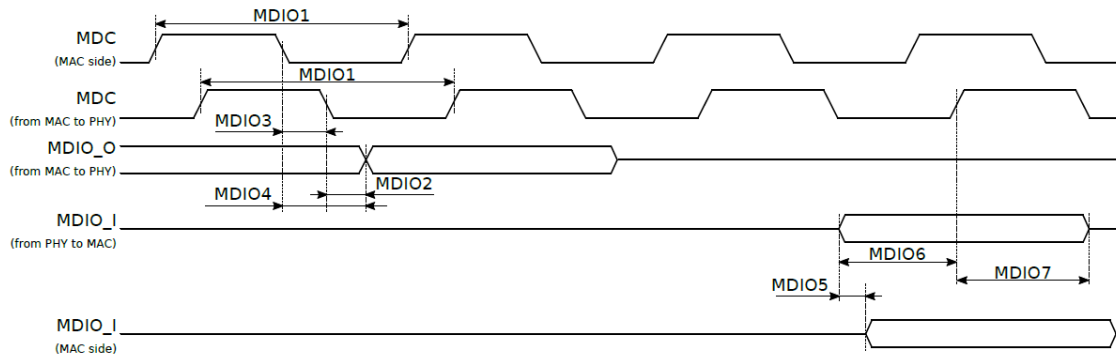 MDIO1
MDC
(MAC side)
MDIO1
MDC
(from MAC to PHY)
MDIO3
MDIO_O
(from MAC to PHY)
MDIO2
MDIO4
MDIO_I
(from PHY to MAC)
MDIO6
MDIO7
MDIO5
MDIO_I
(MAC side)